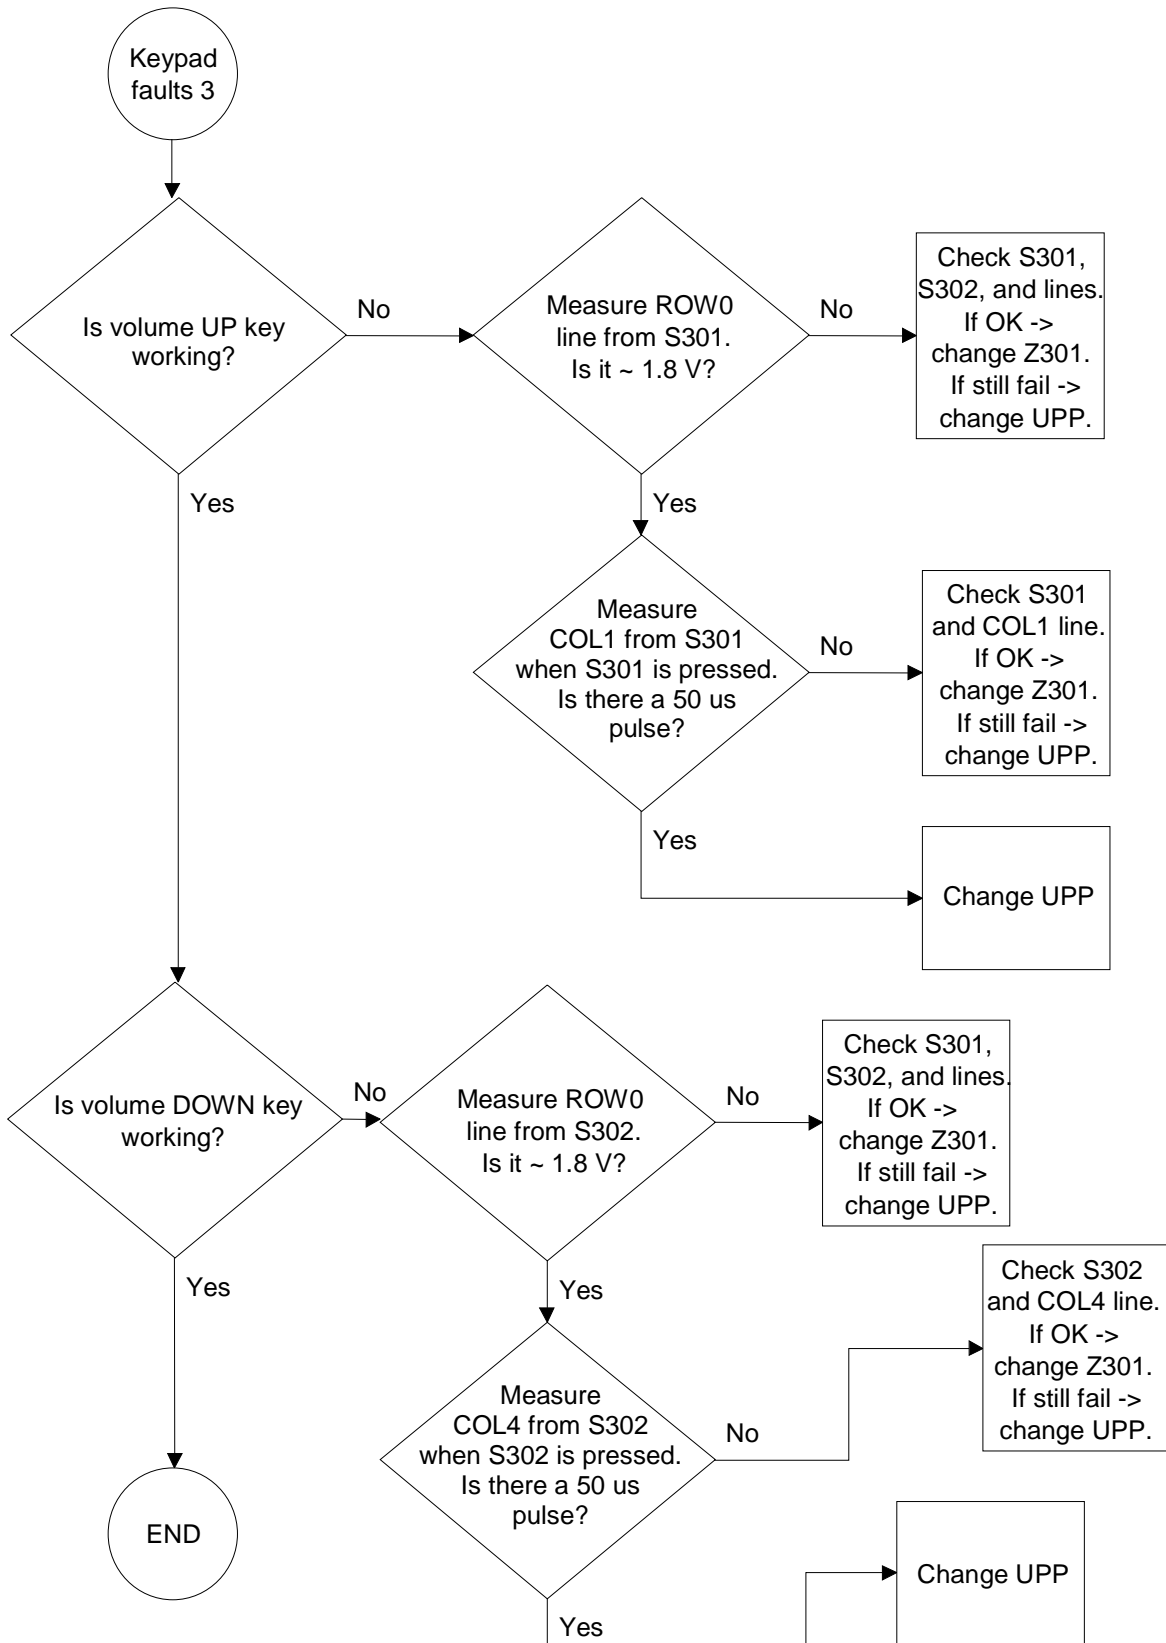 Keypad
faults 3
Is volume UP key
working?
No
Measure ROW0
line from S301.
Is it ~ 1.8 V?
No
Check S301,
S302, and lines.
If OK ->
change Z301.
If still fail ->
change UPP.
Yes
Yes
Measure
COL1 from S301
when S301 is pressed.
Is there a 50 us
pulse?
No
Check S301
and COL1 line.
If OK ->
change Z301.
If still fail ->
change UPP.
Yes
Change UPP
Is volume DOWN key
working?
No
Measure ROW0
line from S302.
Is it ~ 1.8 V?
No
Check S301,
S302, and lines.
If OK ->
change Z301.
If still fail ->
change UPP.
Yes
Yes
Measure
COL4 from S302
when S302 is pressed.
Is there a 50 us
pulse?
No
Check S302
and COL4 line.
If OK ->
change Z301.
If still fail ->
change UPP.
END
Yes
Change UPP